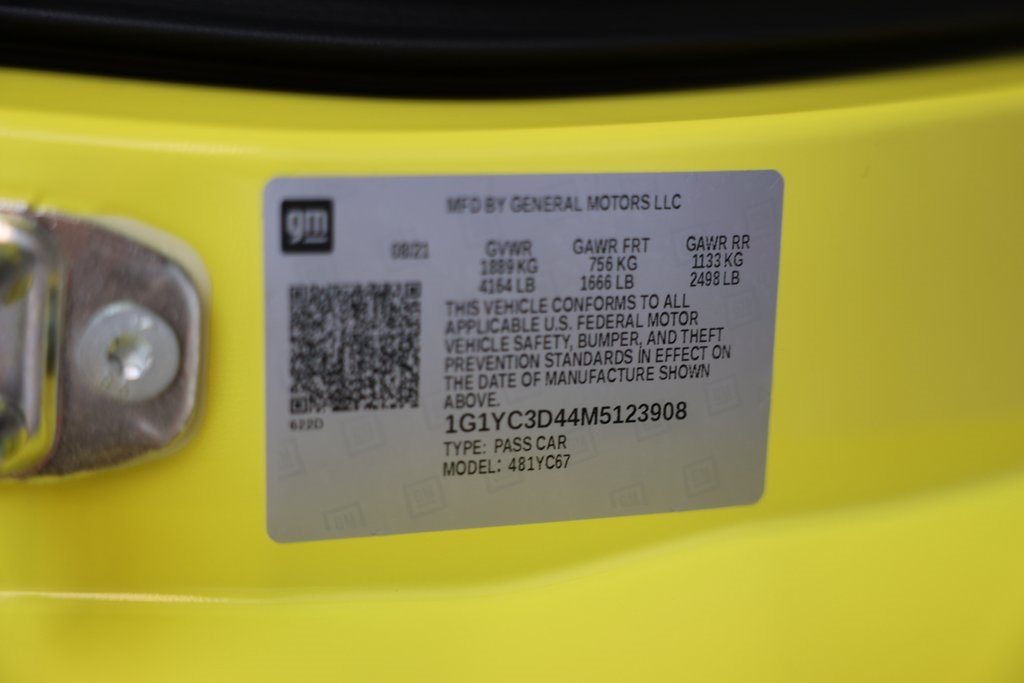 gm
MFD BY GENERAL MOTORS LLC
08/21 GVWR GAWR FRT GAWR RR
1889 KG 756 KG 1133 KG
4164 LB 1666 LB 2498 LB
THIS VEHICLE CONFORMS TO ALL
APPLICABLE U.S. FEDERAL MOTOR
VEHICLE SAFETY, BUMPER, AND THEFT
PREVENTION STANDARDS IN EFFECT ON
THE DATE OF MANUFACTURE SHOWN
ABOVE.
622D
1G1YC3D44M5123908
TYPE: PASS CAR
MODEL: 481YC67